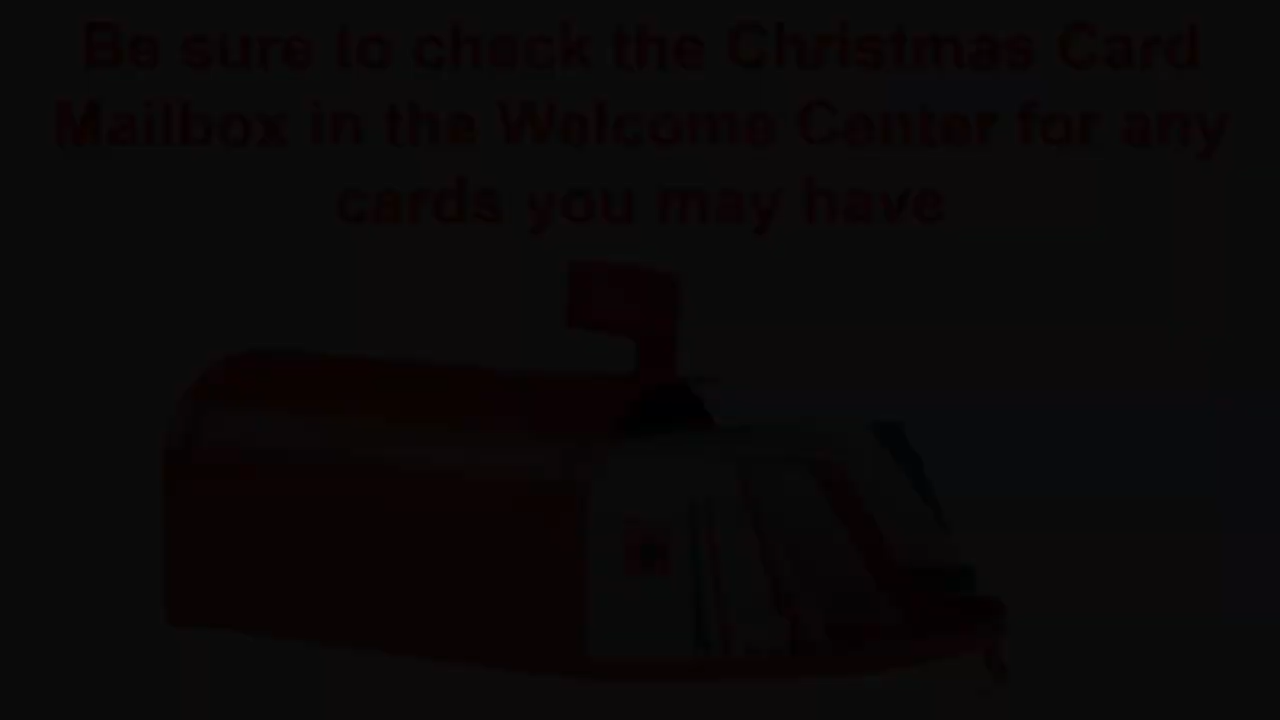 Be sure to check the Christmas Card
Mailbox in the Welcome Center for any
cards you may have